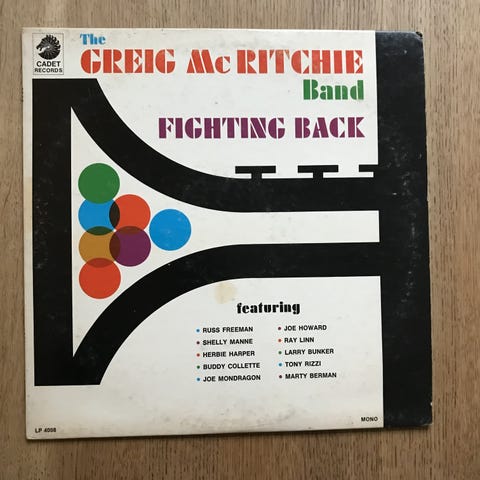 CADET
RECORDS
The
GREIG McRITCHIE
Band
FIGHTING BACK
featuring
RUSS FREEMAN
SHELLY MANNE
HERBIE HARPER
BUDDY COLLETTE
JOE MONDRAGON
JOE HOWARD
RAY LINN
LARRY BUNKER
TONY RIZZI
MARTY BERMAN
LP 4058
MONO